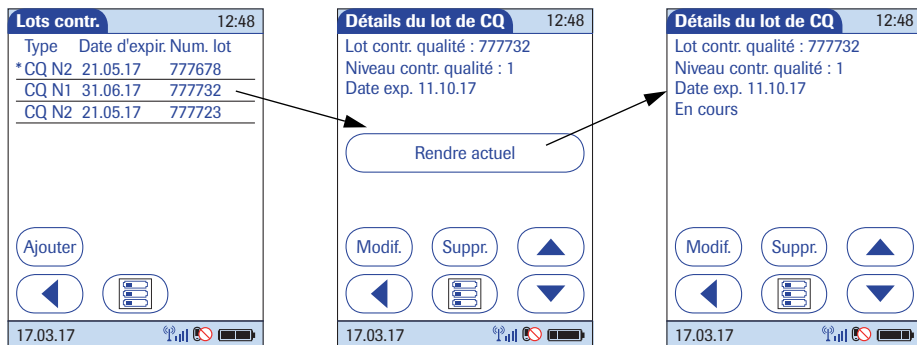 Lots contr. 12:48
Type Date d'expir. Num. lot
*CQ N2 21.05.17 777678
CQ N1 31.06.17 777732
CQ N2 21.05.17 777723
Ajouter
17.03.17
Détails du lot de CQ 12:48
Lot contr. qualité : 777732
Niveau contr. qualité : 1
Date exp. 11.10.17
Rendre actuel
Modif. Suppr.
17.03.17
Détails du lot de CQ 12:48
Lot contr. qualité : 777732
Niveau contr. qualité : 1
Date exp. 11.10.17
En cours
Modif. Suppr.
17.03.17